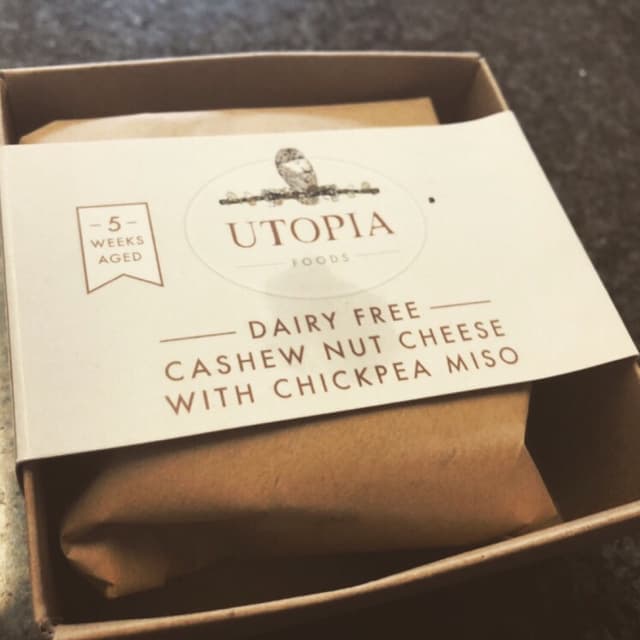 - 5 -
WEEKS
AGED
UTOPIA
FOODS
DAIRY FREE
CASHEW NUT CHEESE
WITH CHICKPEA MISO